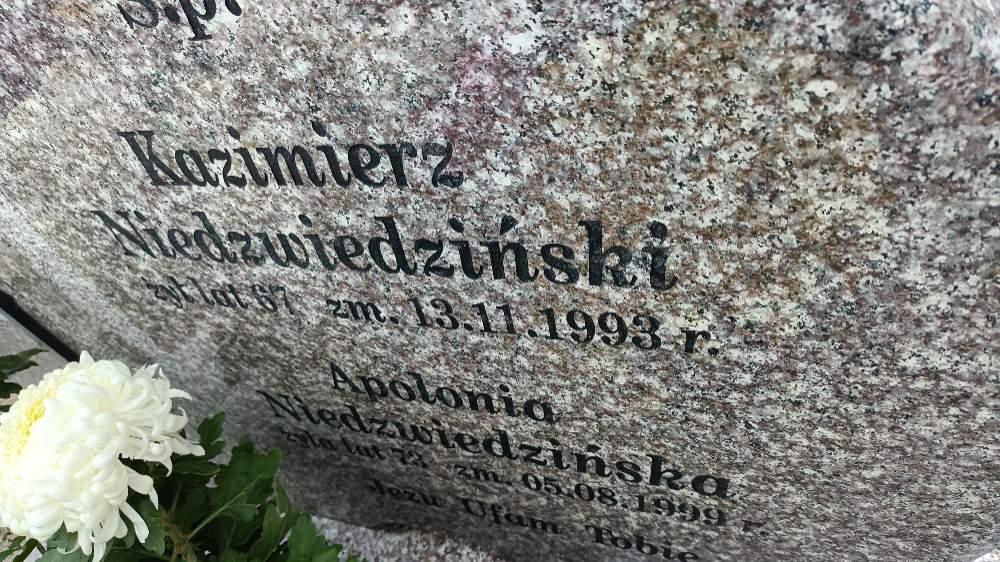 Ś.p.
Kazimierz
Niedzwiedziński
żył lat 67 zm. 13.11.1993 r.
Apolonia
Niedzwiedzińska
żyła lat 73 zm. 05.08.1999 r.
Jezu Ufam Tobie